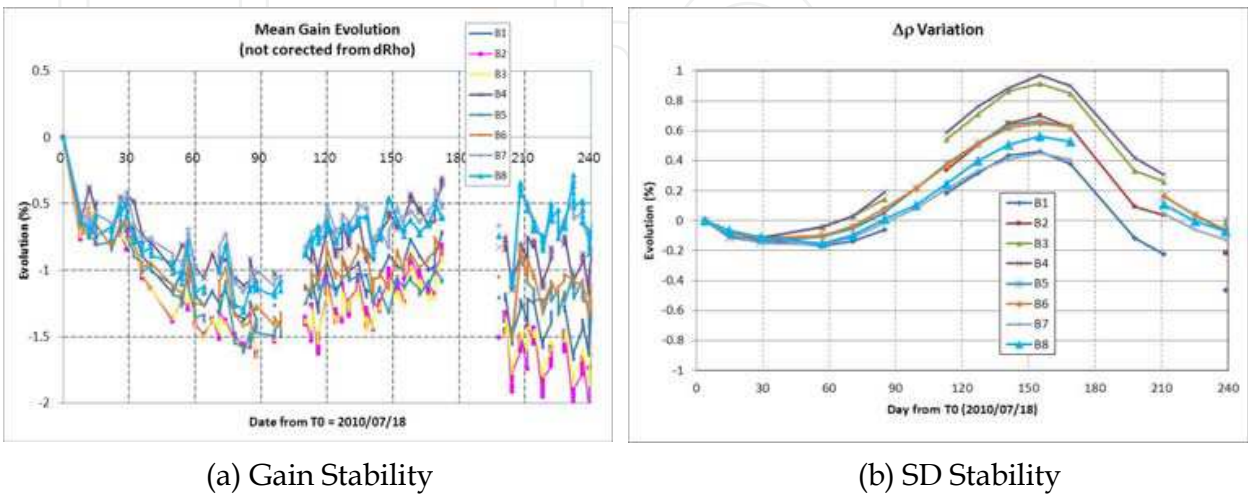 Mean Gain Evolution
(not corected from dRho)
Evolution (%)
0.5
0
-0.5
-1
-1.5
-2
0 30 60 90 120 150 180 210 240
Date from T0 = 2010/07/18
B1
B2
B3
B4
B5
B6
B7
B8
(a) Gain Stability
Δρ Variation
Evolution (%)
1
0.8
0.6
0.4
0.2
0
-0.2
-0.4
-0.6
-0.8
-1
0 30 60 90 120 150 180 210 240
Day from T0 (2010/07/18)
B1
B2
B3
B4
B5
B6
B7
B8
(b) SD Stability